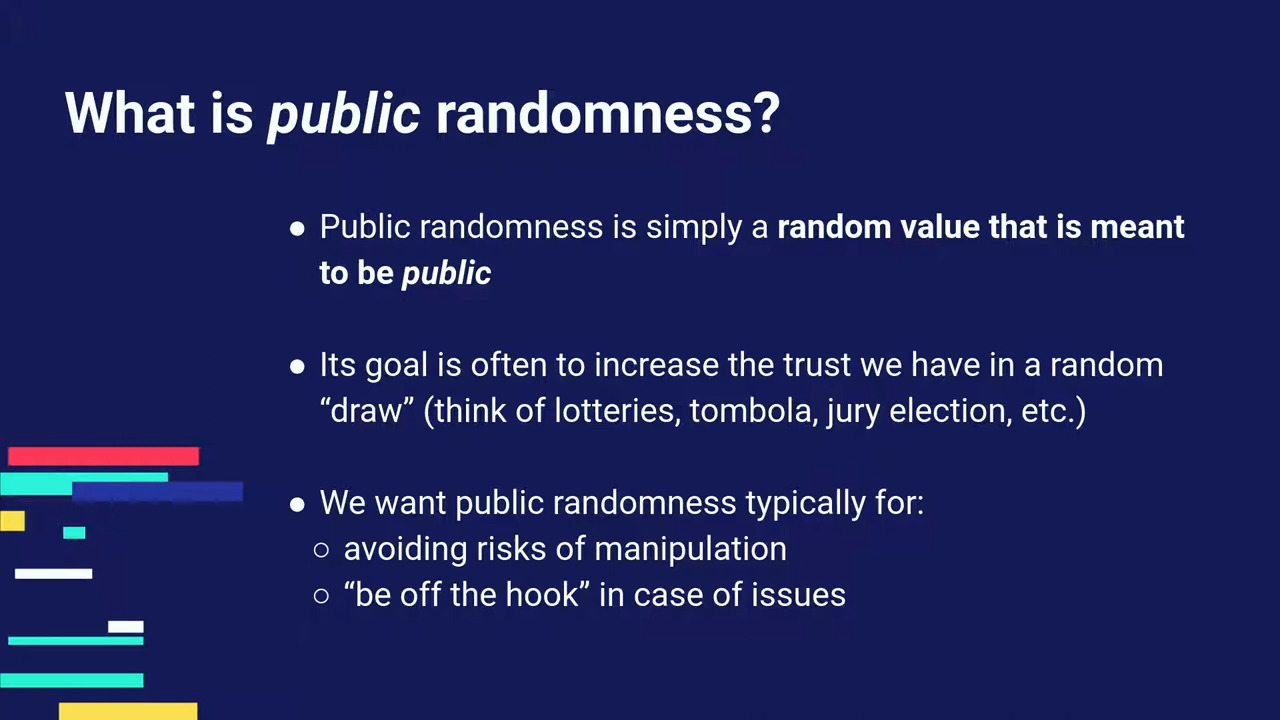 What is public randomness?
● Public randomness is simply a random value that is meant
to be public
● Its goal is often to increase the trust we have in a random
“draw” (think of lotteries, tombola, jury election, etc.)
● We want public randomness typically for:
○ avoiding risks of manipulation
○ “be off the hook” in case of issues